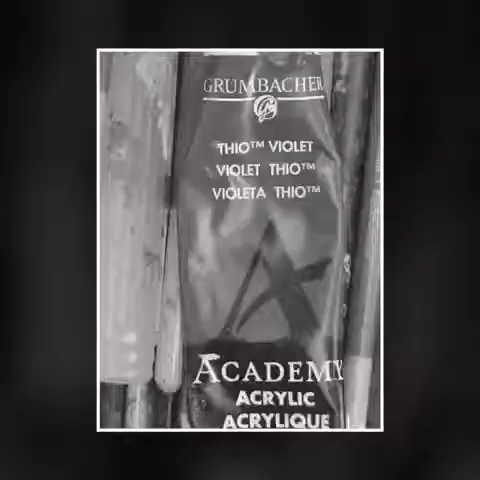 GRUMBACHER
THIO™ VIOLET
VIOLET THIO™
VIOLETA THIO™
ACADEMY
ACRYLIC
ACRYLIQUE